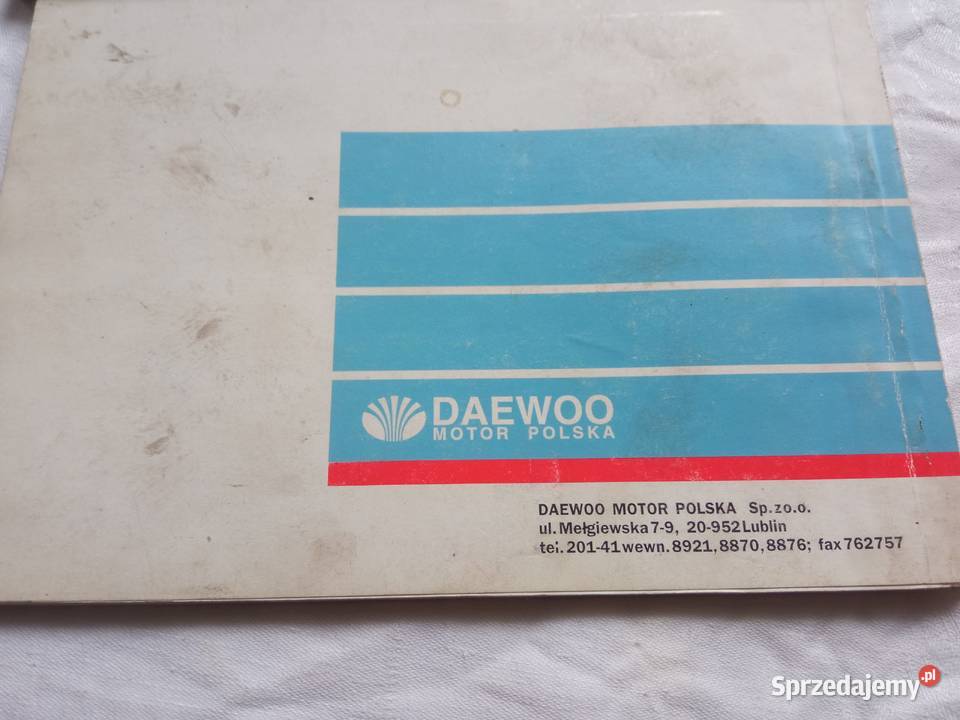 DAEWOO
MOTOR POLSKA
DAEWOO MOTOR POLSKA Sp.zo.o.
ul. Mełgiewska 7-9, 20-952 Lublin
tel. 201-41 wewn. 8921, 8870, 8876; fax 762757
Sprzedajemy.pl